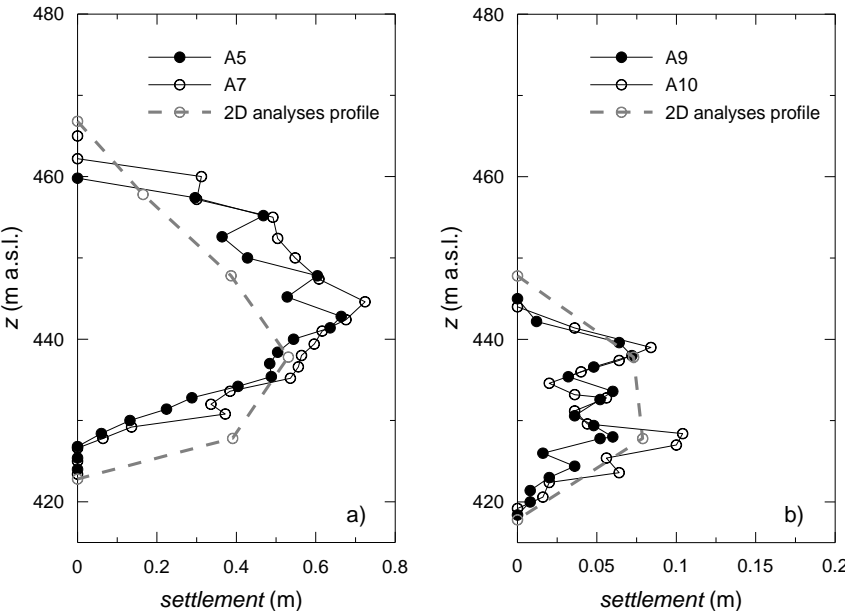 480
460
440
420
z (m a.s.l.)
A5
A7
2D analyses profile
a)
0
0.2
0.4
0.6
0.8
settlement (m)
480
460
440
420
z (m a.s.l.)
A9
A10
2D analyses profile
b)
0
0.05
0.1
0.15
0.2
settlement (m)